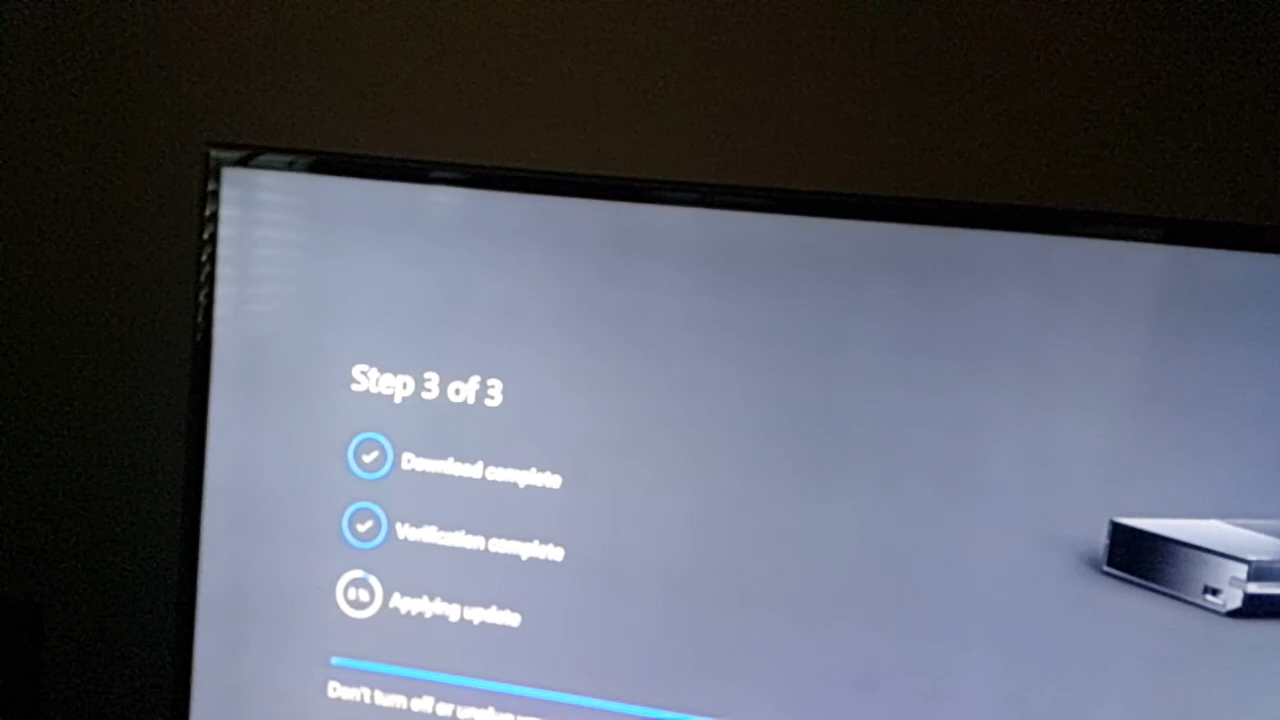 Step 3 of 3
Download complete
Verification complete
Applying update
Don't turn off or